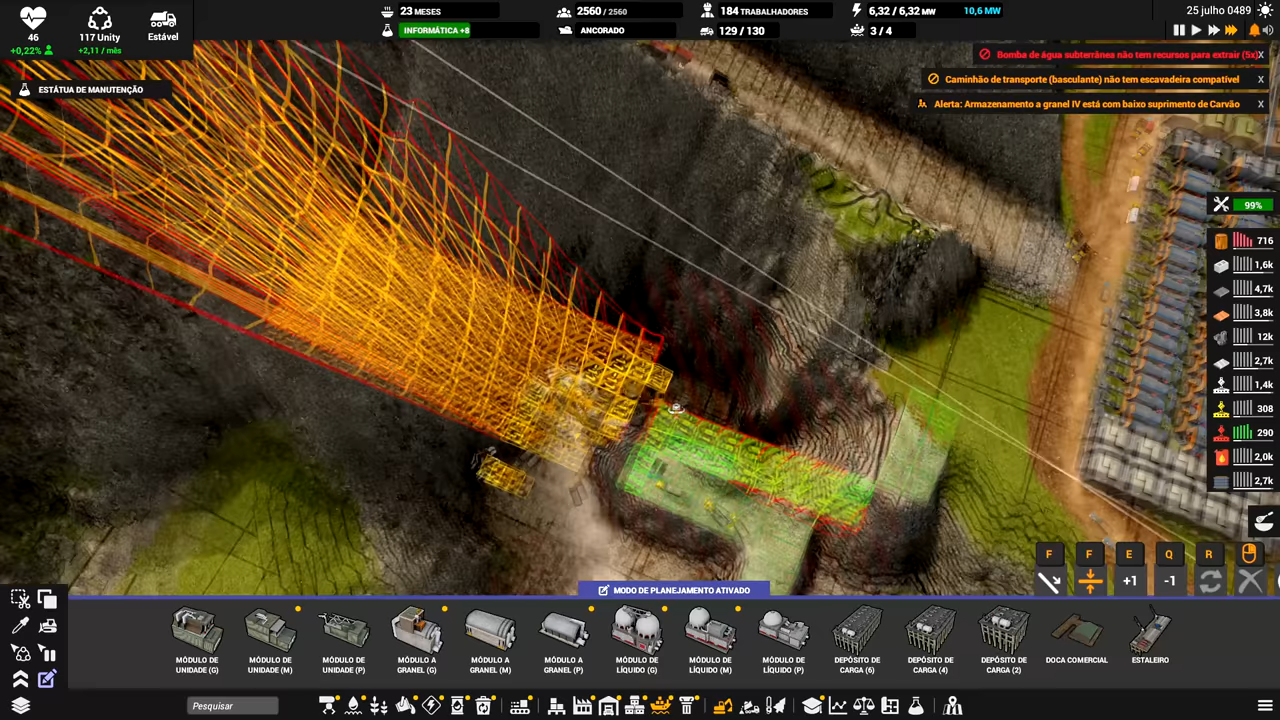 46
+0,22%
117 Unity
+2,11 / mês
Estável
23 MESES
INFORMÁTICA +8
2560 / 2560
ANCORADO
184 TRABALHADORES
129 / 130
6,32 / 6,32 MW
10,6 MW
3 / 4
25 julho 0489
ESTÁTUA DE MANUTENÇÃO
Bomba de água subterrânea não tem recursos para extrair (5x) X
Caminhão de transporte (basculante) não tem escavadeira compatível X
Alerta: Armazenamento a granel IV está com baixo suprimento de Carvão X
99%
716
1,6k
4,7k
3,8k
12k
2,7k
1,4k
308
290
2,0k
2,7k
F F E Q R
+1 -1
MODO DE PLANEJAMENTO ATIVADO
MÓDULO DE UNIDADE (G)
MÓDULO DE UNIDADE (M)
MÓDULO DE UNIDADE (P)
MÓDULO A GRANEL (G)
MÓDULO A GRANEL (M)
MÓDULO A GRANEL (P)
MÓDULO DE LÍQUIDO (G)
MÓDULO DE LÍQUIDO (M)
MÓDULO DE LÍQUIDO (P)
DEPÓSITO DE CARGA (6)
DEPÓSITO DE CARGA (4)
DEPÓSITO DE CARGA (2)
DOCA COMERCIAL
ESTALEIRO
Pesquisar